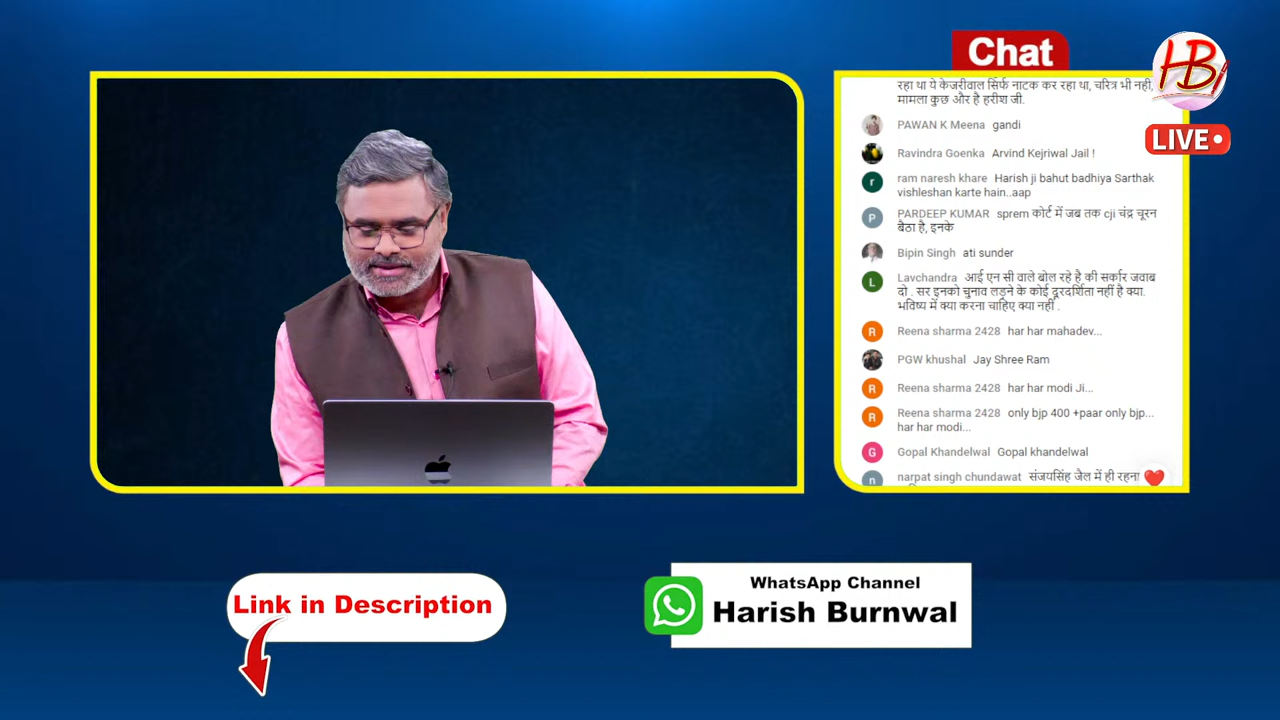 Chat
HBI
LIVE
रहा था ये केजरीवाल सिर्फ नाटक कर रहा था, चरित्र भी नही,
मामला कुछ और है हरीश जी.
PAWAN K Meena gandi
Ravindra Goenka Arvind Kejriwal Jail !
r
ram naresh khare Harish ji bahut badhiya Sarthak
vishleshan karte hain..aap
P
PARDEEP KUMAR sprem कोर्ट में जब तक cji चंद्र चूरन
बैठा है, इनके
Bipin Singh ati sunder
L
Lavchandra आई एन सी वाले बोल रहे है की सर्कार जवाब
दो . सर इनको चुनाव लड़ने के कोई दूरदर्शिता नहीं है क्या.
भविष्य में क्या करना चाहिए क्या नहीं .
R
Reena sharma 2428 har har mahadev...
PGW khushal Jay Shree Ram
R
Reena sharma 2428 har har modi Ji...
R
Reena sharma 2428 only bjp 400 +paar only bjp...
har har modi...
G
Gopal Khandelwal Gopal khandelwal
n
narpat singh chundawat संजयसिंह जैल में ही रहना
Link in Description
WhatsApp Channel
Harish Burnwal